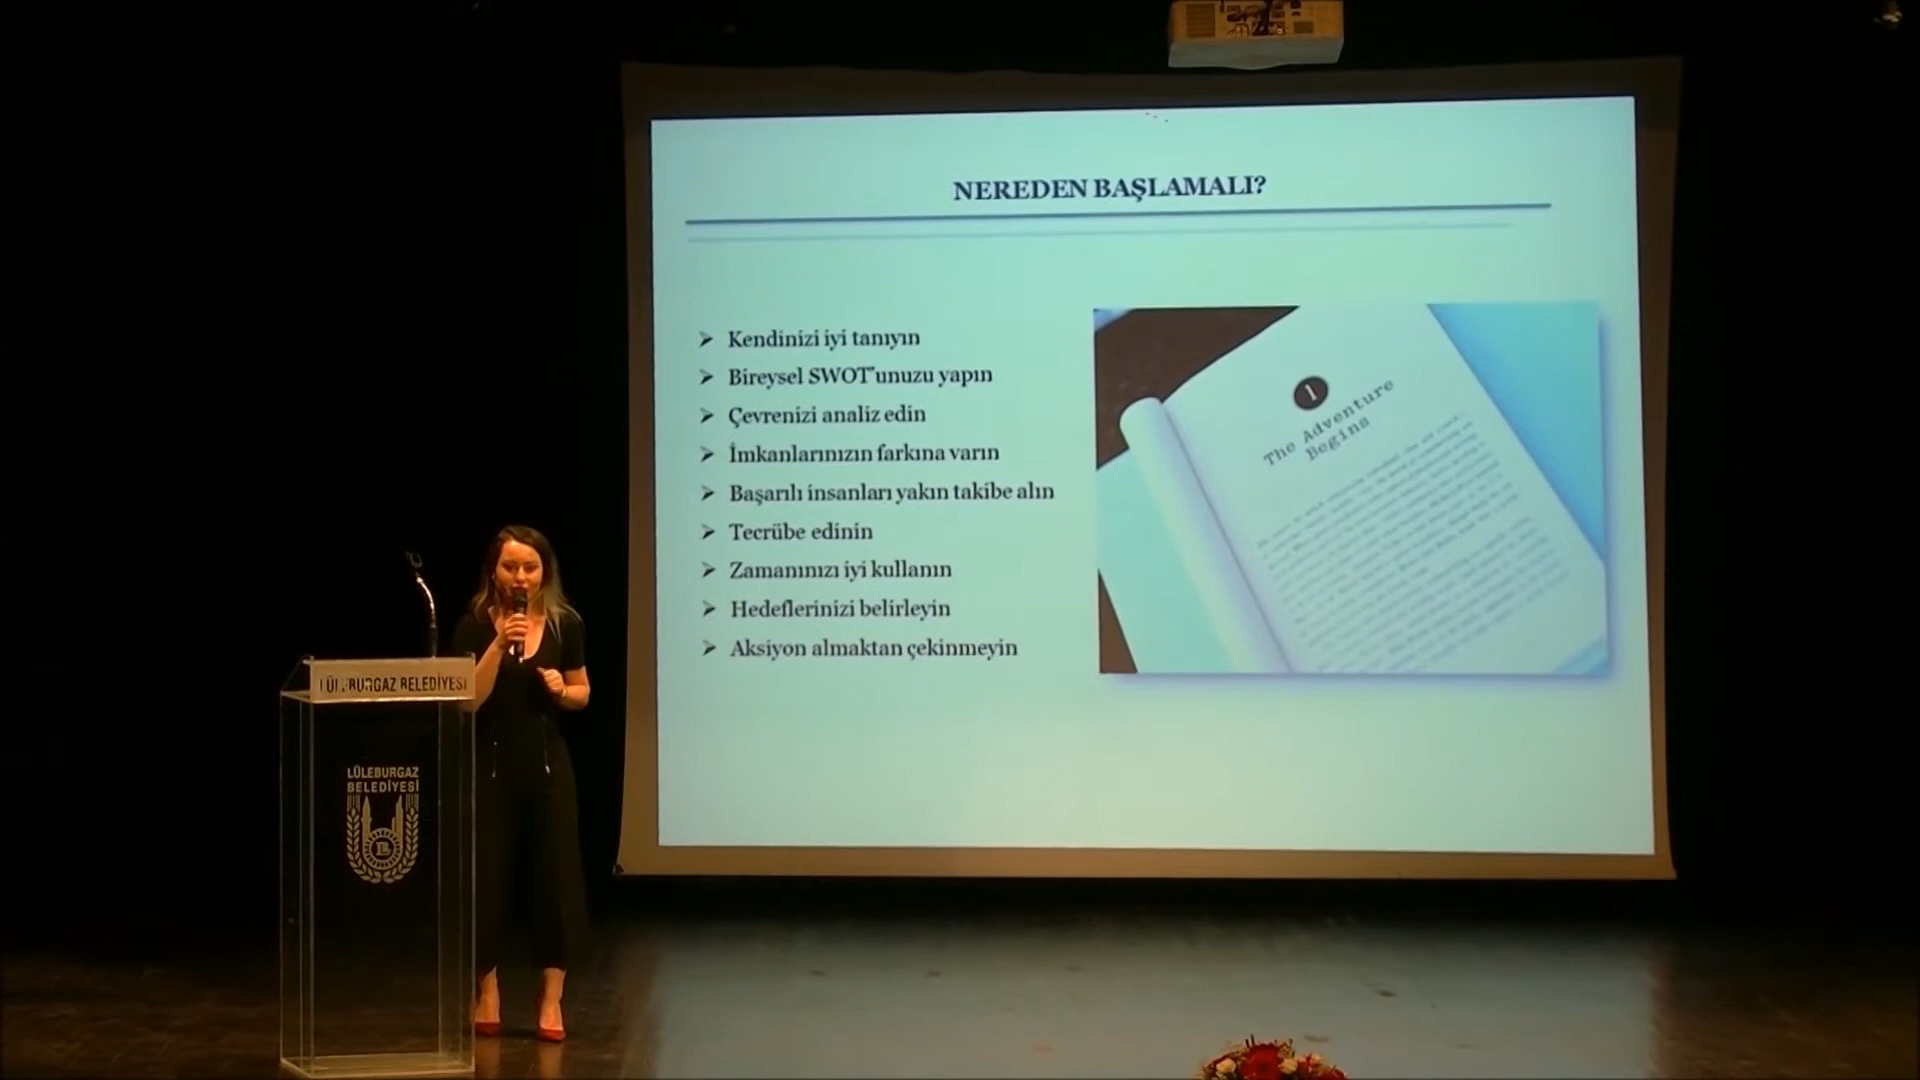 NEREDEN BAŞLAMALI?
Kendinizi iyi tanıyın
Bireysel SWOT'unuzu yapın
Çevrenizi analiz edin
İmkanlarınızın farkına varın
Başarılı insanları yakın takibe alın
Tecrübe edinin
Zamanınızı iyi kullanın
Hedeflerinizi belirleyin
Aksiyon almaktan çekinmeyin
1
The Adventure
Begins
LÜLEBURGAZ BELEDİYESİ
LÜLEBURGAZ
BELEDİYESİ